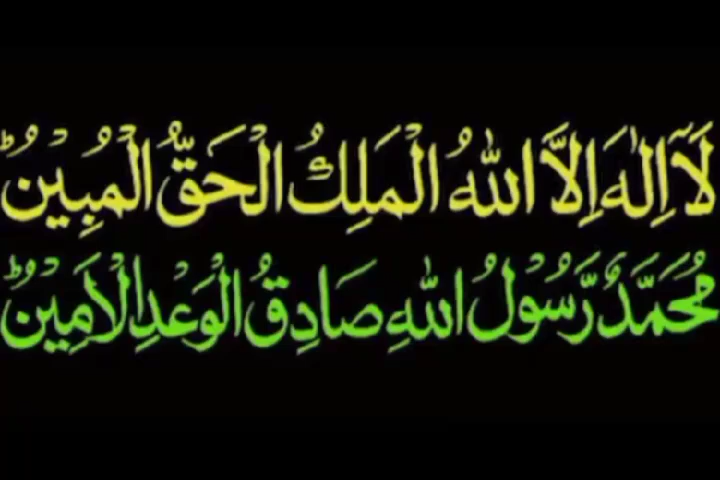 لَآ اِلٰهَ اِلَّا اللّٰهُ الْمَلِكُ الْحَقُّ الْمُبِيْنُ ؕ
مُحَمَّدٌ رَّسُوْلُ اللّٰهِ صَادِقُ الْوَعْدِ الْاَمِيْنُ ؕ